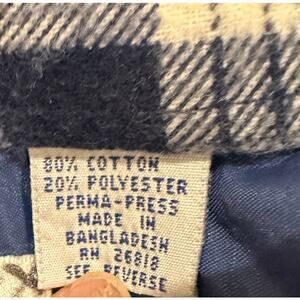 80% COTTON
20% POLYESTER
PERMA-PRESS
MADE IN
BANGLADESH
RN 26818
SEE REVERSE